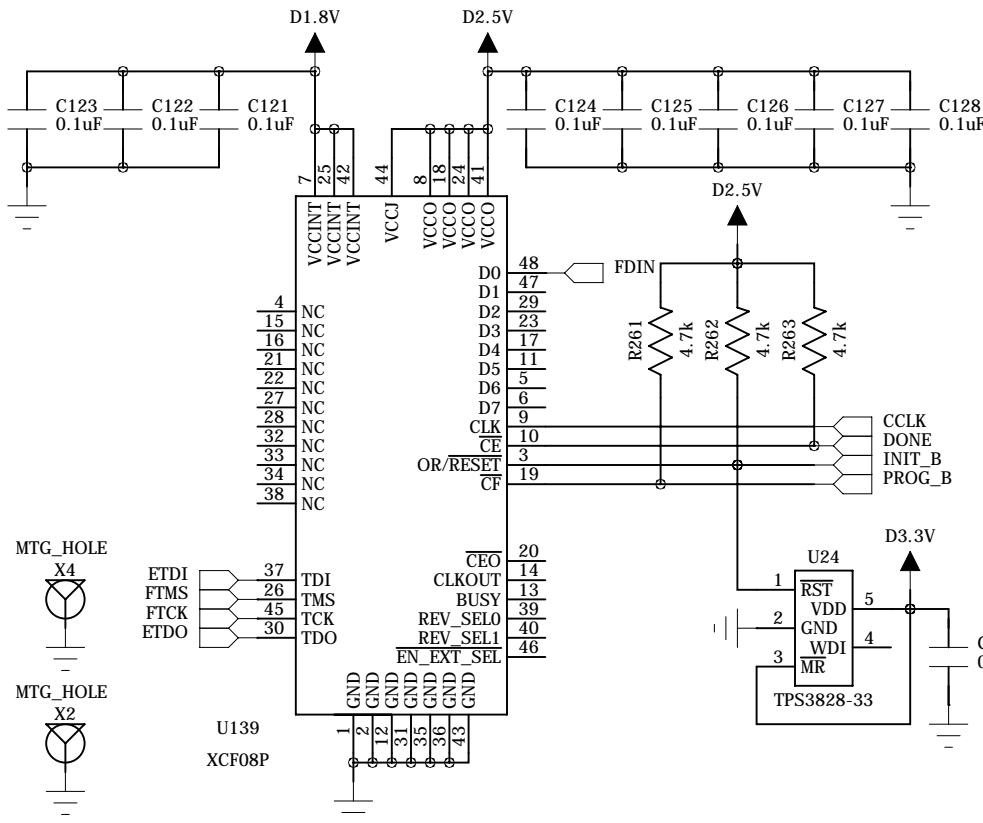 D1.8V
D2.5V
C123
0.1uF
C122
0.1uF
C121
0.1uF
C124
0.1uF
C125
0.1uF
C126
0.1uF
C127
0.1uF
C128
0.1uF
7
25
42
44
8
18
24
41
VCCINT
VCCINT
VCCINT
VCCJ
VCCO
VCCO
VCCO
VCCO
D2.5V
R261
4.7k
R262
4.7k
R263
4.7k
4 NC
15 NC
16 NC
21 NC
22 NC
27 NC
28 NC
32 NC
33 NC
34 NC
38 NC
D0 48 FDIN
D1 47
D2 29
D3 23
D4 17
D5 11
D6 5
D7 6
CLK 9 CCLK
CE 10 DONE
OR/RESET 3 INIT_B
CF 19 PROG_B
ETDI 37 TDI
FTMS 26 TMS
FTCK 45 TCK
ETDO 30 TDO
CEO 20
CLKOUT 14
BUSY 13
REV_SEL0 39
REV_SEL1 40
EN_EXT_SEL 46
GND
GND
GND
GND
GND
GND
GND
1
2
12
31
35
36
43
U139
XCF08P
MTG_HOLE
X4
MTG_HOLE
X2
D3.3V
U24
1 RST
VDD 5
2 GND
WDI 4
3 MR
TPS3828-33